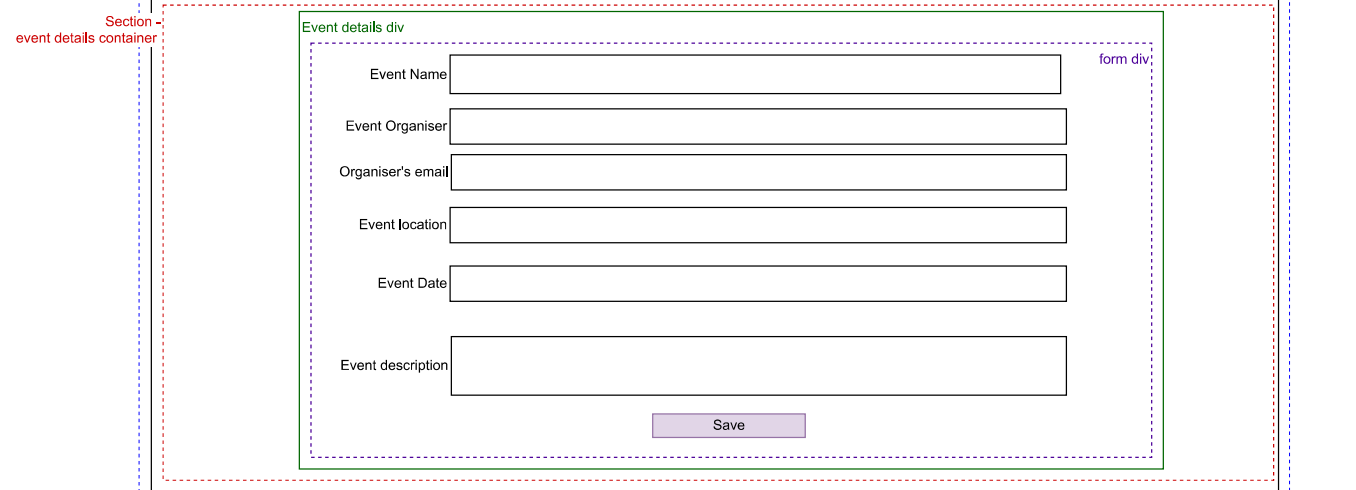 Section -
event details container
Event details div
form div
Event Name
Event Organiser
Organiser's email
Event location
Event Date
Event description
Save